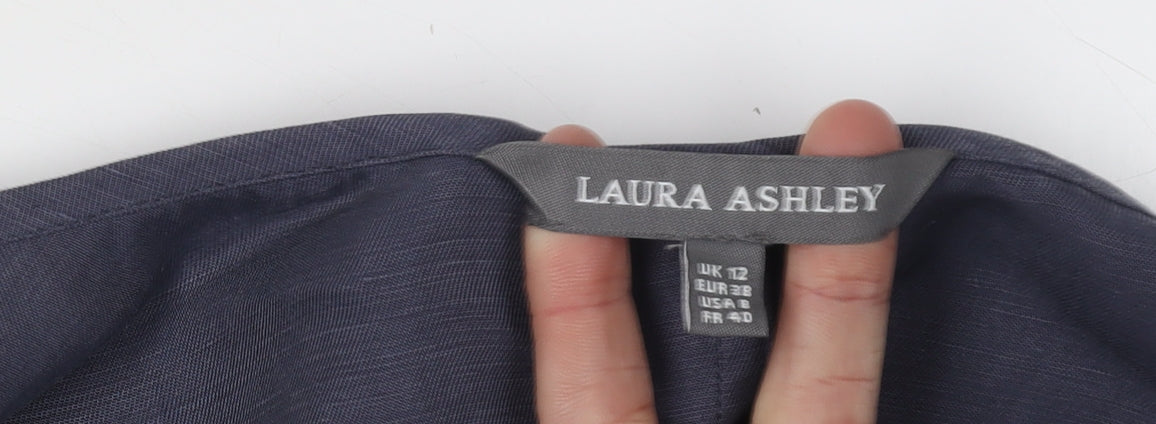 LAURA ASHLEY
UK 12
EUR 38
USA 8
FR 40